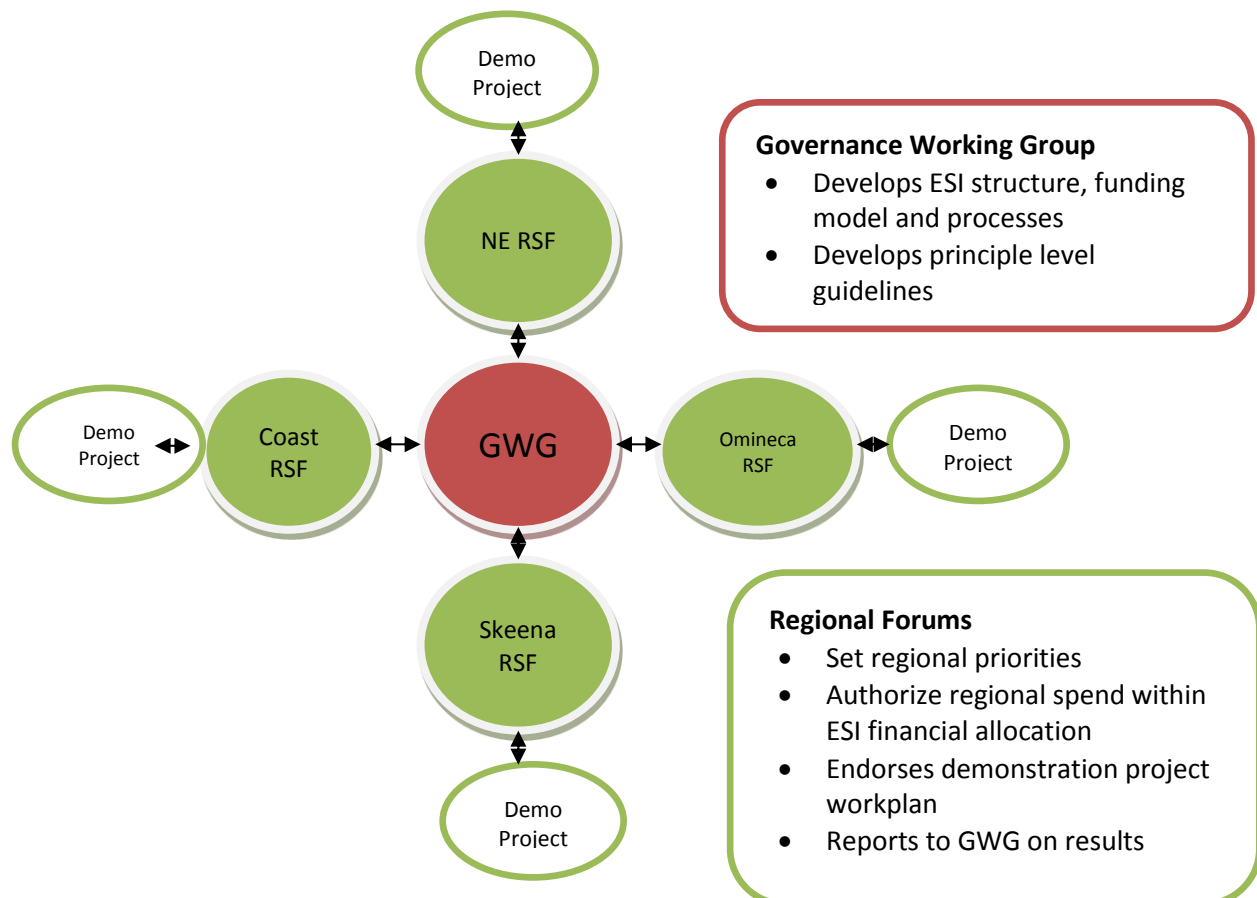 Demo
Project
Governance Working Group
• Develops ESI structure, funding
model and processes
• Develops principle level
guidelines
NE RSF
Demo
Project
Coast
RSF
GWG
Omineca
RSF
Demo
Project
Skeena
RSF
Demo
Project
Regional Forums
• Set regional priorities
• Authorize regional spend within
ESI financial allocation
• Endorses demonstration project
workplan
• Reports to GWG on results